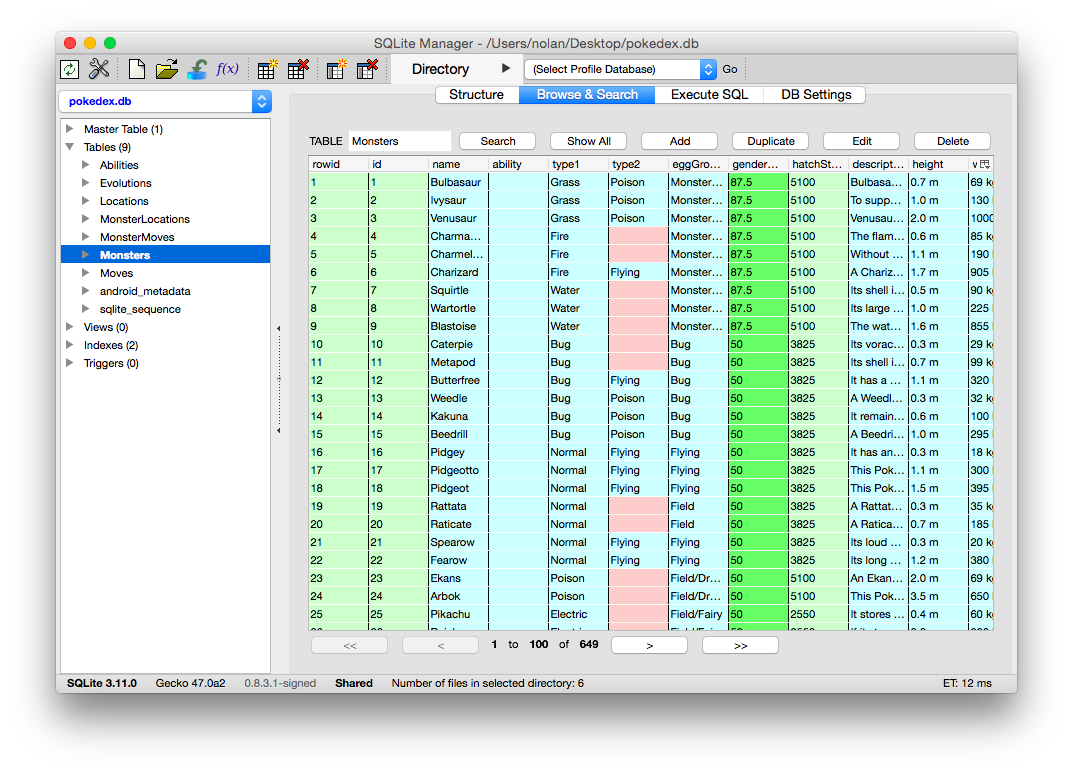 SQLite Manager - /Users/nolan/Desktop/pokedex.db
f(x) Directory (Select Profile Database) Go
pokedex.db
Structure Browse & Search Execute SQL DB Settings
Master Table (1)
Tables (9)
Abilities
Evolutions
Locations
MonsterLocations
MonsterMoves
Monsters
Moves
android_metadata
sqlite_sequence
Views (0)
Indexes (2)
Triggers (0)
TABLE Monsters Search Show All Add Duplicate Edit Delete
rowid id name ability type1 type2 eggGro... gender... hatchSt... descript... height
1 1 Bulbasaur Grass Poison Monster... 87.5 5100 Bulbasa... 0.7 m 69 kg
2 2 Ivysaur Grass Poison Monster... 87.5 5100 To supp... 1.0 m 130
3 3 Venusaur Grass Poison Monster... 87.5 5100 Venusau... 2.0 m 1000
4 4 Charma... Fire Monster... 87.5 5100 The flam... 0.6 m 85 kg
5 5 Charmel... Fire Monster... 87.5 5100 Without ... 1.1 m 190
6 6 Charizard Fire Flying Monster... 87.5 5100 A Chariz... 1.7 m 905
7 7 Squirtle Water Monster... 87.5 5100 Its shell i... 0.5 m 90 kg
8 8 Wartortle Water Monster... 87.5 5100 Its large ... 1.0 m 225
9 9 Blastoise Water Monster... 87.5 5100 The wat... 1.6 m 855
10 10 Caterpie Bug Bug 50 3825 Its vorac... 0.3 m 29 kg
11 11 Metapod Bug Bug 50 3825 Its shell i... 0.7 m 99 kg
12 12 Butterfree Bug Flying Bug 50 3825 It has a ... 1.1 m 320
13 13 Weedle Bug Poison Bug 50 3825 A Weedl... 0.3 m 32 kg
14 14 Kakuna Bug Poison Bug 50 3825 It remain... 0.6 m 100
15 15 Beedrill Bug Poison Bug 50 3825 A Beedri... 1.0 m 295
16 16 Pidgey Normal Flying Flying 50 3825 It has an... 0.3 m 18 kg
17 17 Pidgeotto Normal Flying Flying 50 3825 This Pok... 1.1 m 300
18 18 Pidgeot Normal Flying Flying 50 3825 This Pok... 1.5 m 395
19 19 Rattata Normal Field 50 3825 A Rattat... 0.3 m 35 kg
20 20 Raticate Normal Field 50 3825 A Ratica... 0.7 m 185
21 21 Spearow Normal Flying Flying 50 3825 Its loud ... 0.3 m 20 kg
22 22 Fearow Normal Flying Flying 50 3825 Its long ... 1.2 m 380
23 23 Ekans Poison Field/Dr... 50 5100 An Ekan... 2.0 m 69 kg
24 24 Arbok Poison Field/Dr... 50 5100 This Pok... 3.5 m 650
25 25 Pikachu Electric Field/Fairy 50 2550 It stores ... 0.4 m 60 kg
<< < 1 to 100 of 649 > >>
SQLite 3.11.0 Gecko 47.0a2 0.8.3.1-signed Shared Number of files in selected directory: 6 ET: 12 ms